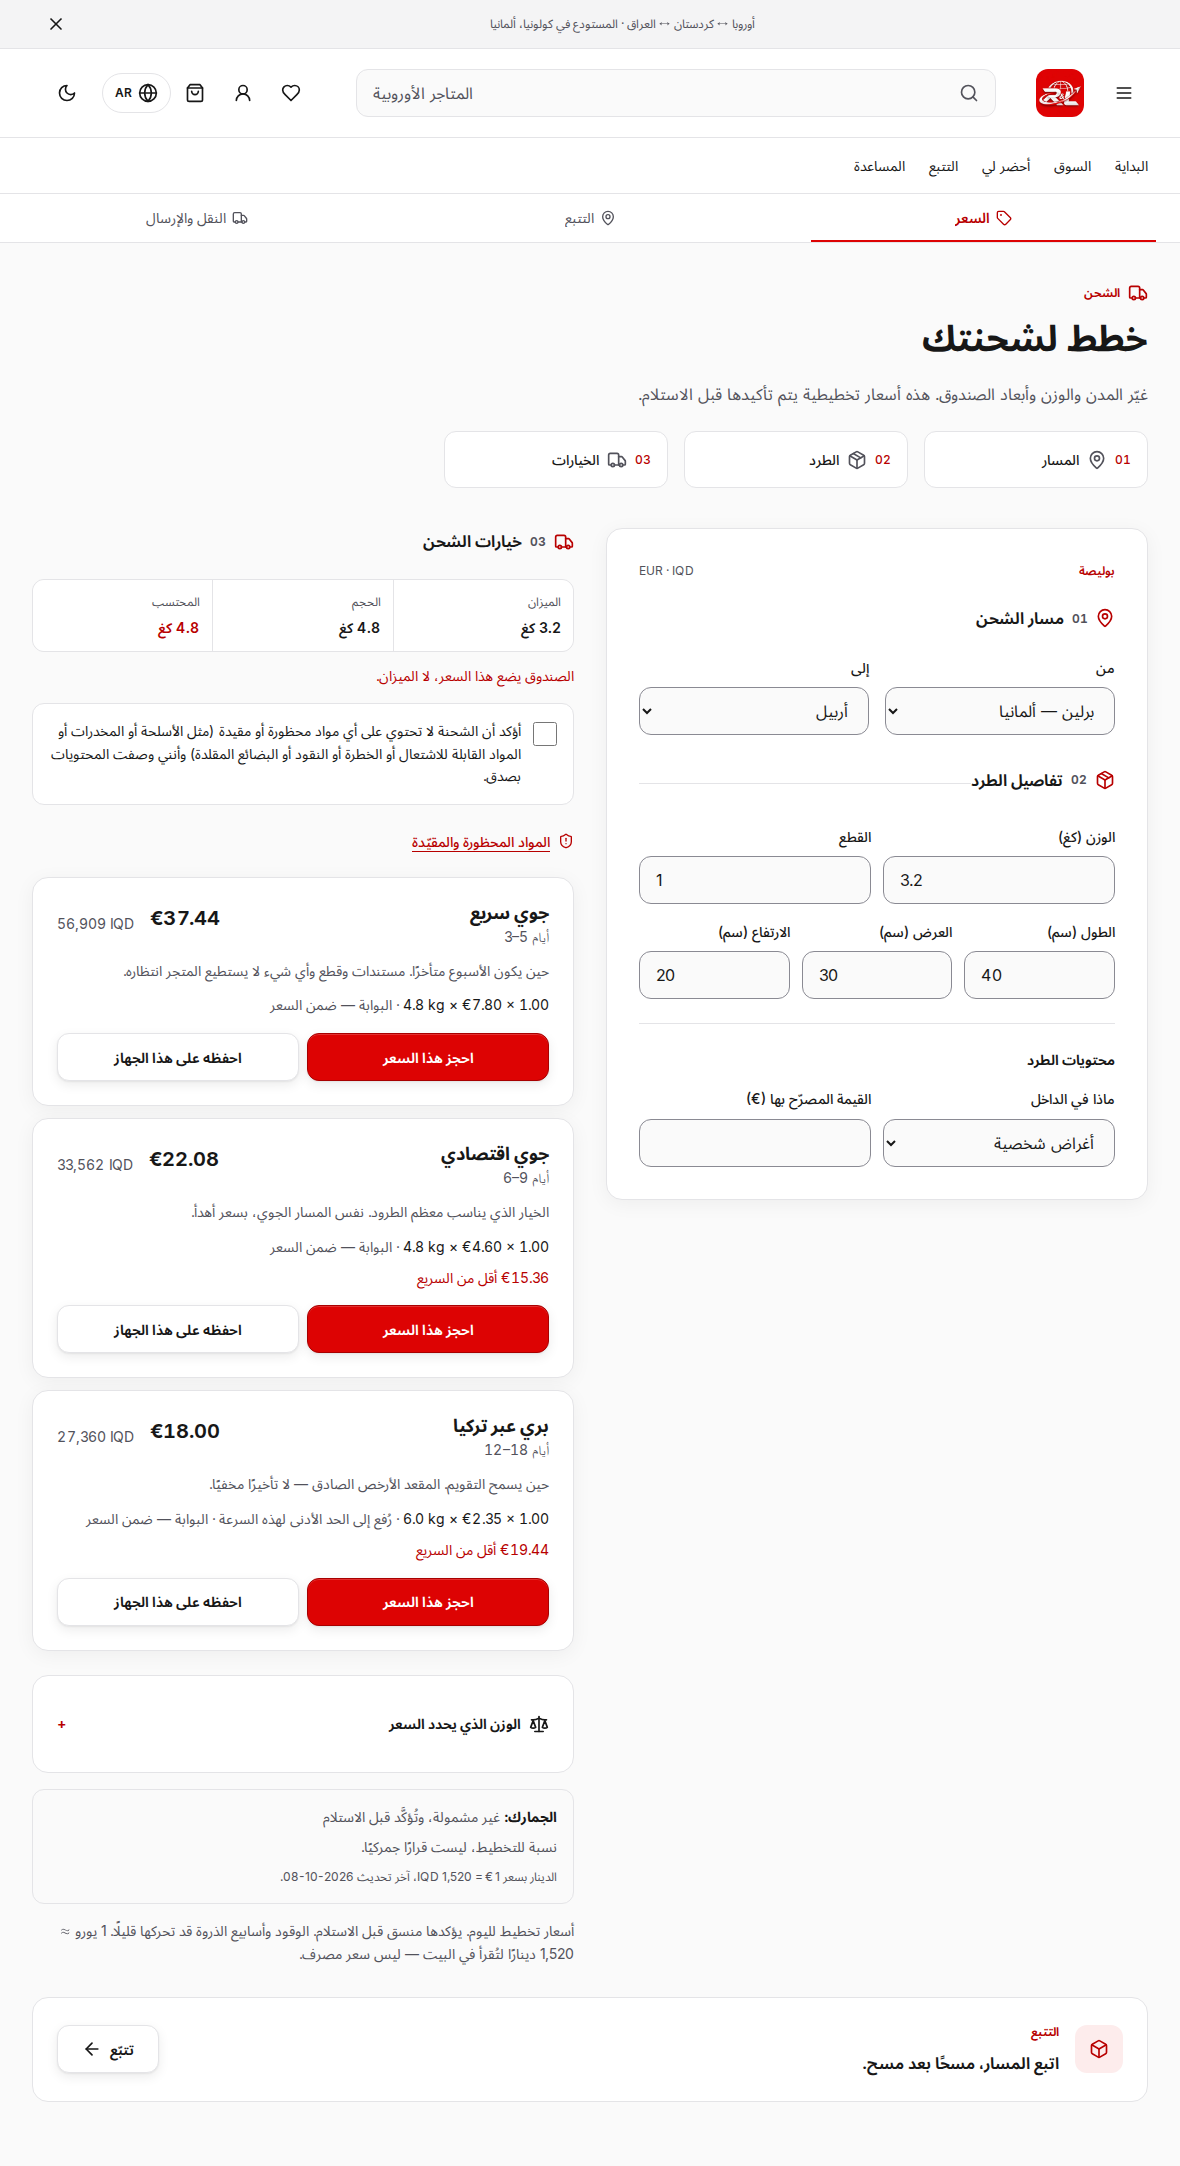 أوروبا ↔ كردستان ↔ العراق · المستودع في كولونيا، ألمانيا
المتاجر الأوروبية
AR
البداية
السوق
أحضر لي
التتبع
المساعدة
السعر
التتبع
النقل والإرسال
الشحن
خطط لشحنتك
غيّر المدن والوزن وأبعاد الصندوق. هذه أسعار تخطيطية يتم تأكيدها قبل الاستلام.
01 المسار
02 الطرد
03 الخيارات
بوليصة
EUR · IQD
01 مسار الشحن
من
إلى
برلين — ألمانيا
أربيل
02 تفاصيل الطرد
الوزن (كغ)
القطع
3.2
1
الطول (سم)
العرض (سم)
الارتفاع (سم)
40
30
20
محتويات الطرد
ماذا في الداخل
القيمة المصرّح بها (€)
أغراض شخصية
03 خيارات الشحن
الميزان
الحجم
المحتسب
3.2 كغ
4.8 كغ
4.8 كغ
الصندوق يضع هذا السعر، لا الميزان.
أؤكد أن الشحنة لا تحتوي على أي مواد محظورة أو مقيدة (مثل الأسلحة أو المخدرات أو
المواد القابلة للاشتعال أو الخطرة أو النقود أو البضائع المقلدة) وأنني وصفت المحتويات
بصدق.
المواد المحظورة والمقيّدة
جوي سريع
€37.44
56,909 IQD
3–5 أيام
حين يكون الأسبوع متأخرًا. مستندات وقطع وأي شيء لا يستطيع المتجر انتظاره.
4.8 kg × €7.80 × 1.00 · البوابة — ضمن السعر
احجز هذا السعر
احفظه على هذا الجهاز
جوي اقتصادي
€22.08
33,562 IQD
6–9 أيام
الخيار الذي يناسب معظم الطرود. نفس المسار الجوي، بسعر أهدأ.
4.8 kg × €4.60 × 1.00 · البوابة — ضمن السعر
€15.36 أقل من السريع
احجز هذا السعر
احفظه على هذا الجهاز
بري عبر تركيا
€18.00
27,360 IQD
12–18 أيام
حين يسمح التقويم. المقعد الأرخص الصادق — لا تأخيرًا مخفيًا.
6.0 kg × €2.35 × 1.00 · رُفع إلى الحد الأدنى لهذه السرعة · البوابة — ضمن السعر
€19.44 أقل من السريع
احجز هذا السعر
احفظه على هذا الجهاز
الوزن الذي يحدد السعر
+
الجمارك: غير مشمولة، وتُؤكَّد قبل الاستلام
نسبة للتخطيط، ليست قرارًا جمركيًا.
الدينار بسعر 1 € = 1,520 IQD، آخر تحديث 2026-10-08.
أسعار تخطيط لليوم. يؤكدها منسق قبل الاستلام. الوقود وأسابيع الذروة قد تحركها قليلًا. 1 يورو ≈
1,520 دينارًا لتُقرأ في البيت — ليس سعر مصرف.
التتبع
اتبع المسار، مسحًا بعد مسح.
تتبّع